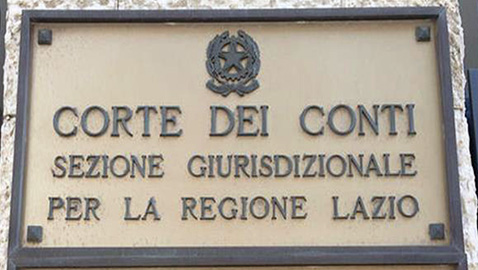 CORTE DEI CONTI
SEZIONE GIURISDIZIONALE
PER LA REGIONE LAZIO